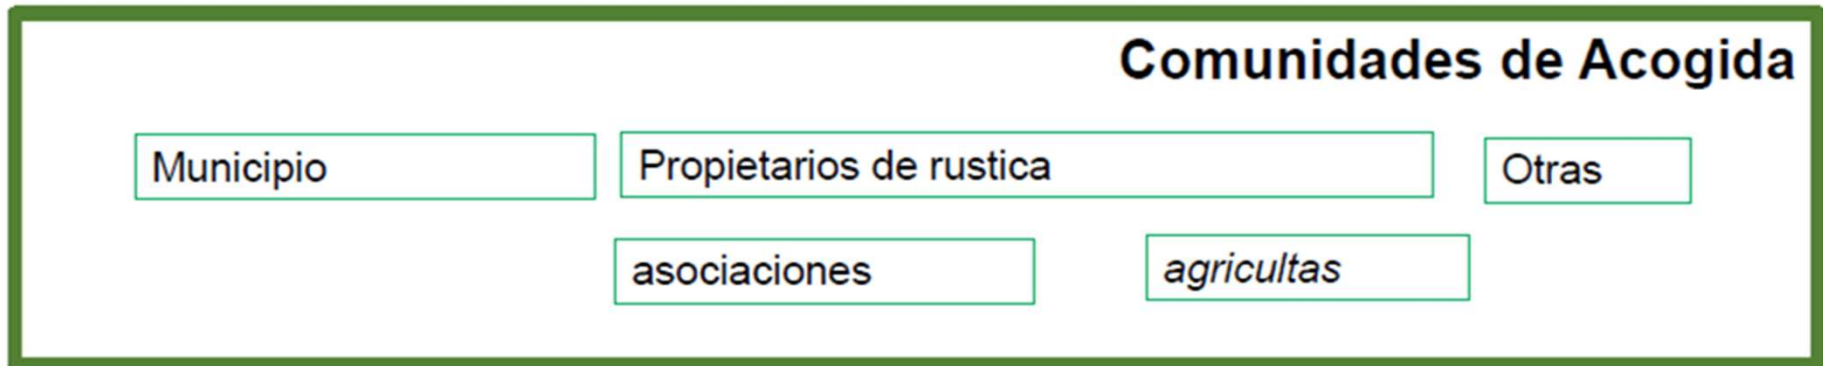 Comunidades de Acogida
Municipio Propietarios de rustica Otras
asociaciones agricultas